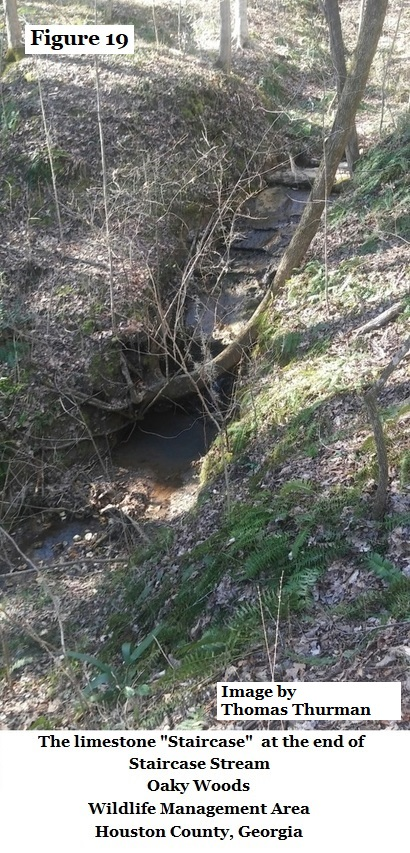 Figure 19
Image by
Thomas Thurman
The limestone "Staircase" at the end of
Staircase Stream
Oaky Woods
Wildlife Management Area
Houston County, Georgia